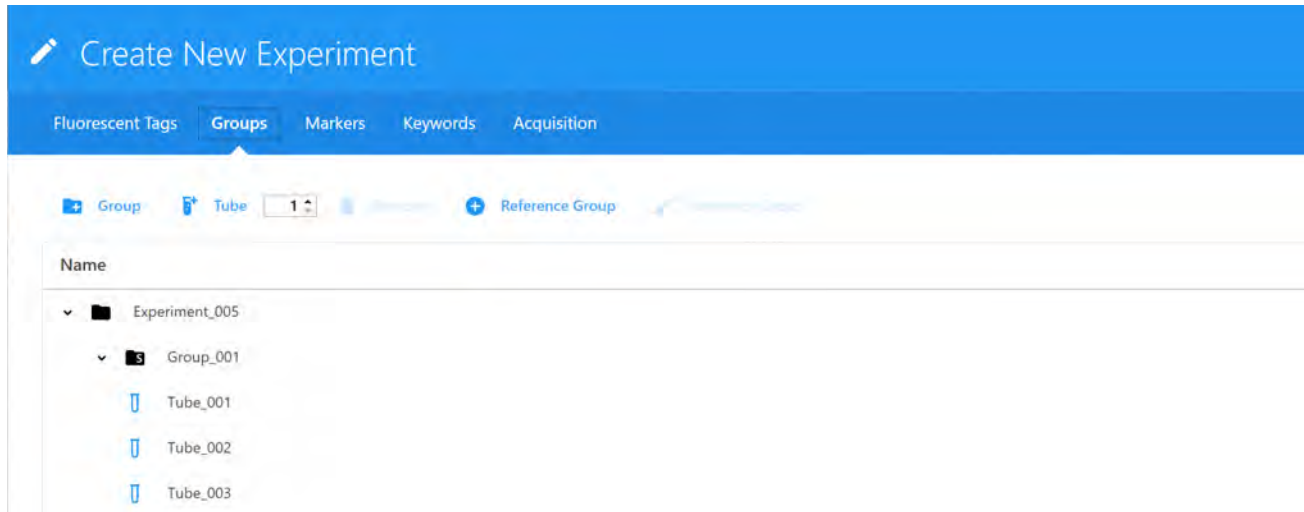 Create New Experiment
Fluorescent Tags Groups Markers Keywords Acquisition
Group Tube 1 Reference Group
Name
Experiment_005
S Group_001
Tube_001
Tube_002
Tube_003